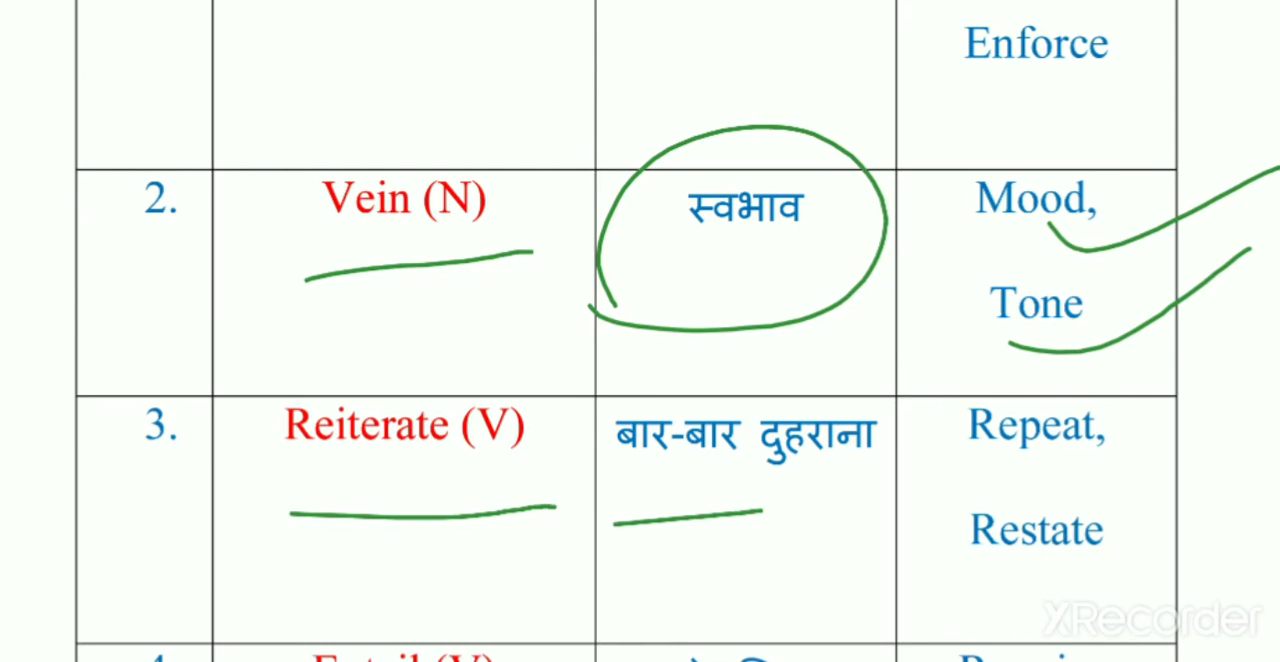 Enforce
2. Vein (N) स्वभाव Mood,
Tone
3. Reiterate (V) बार-बार दुहराना Repeat,
Restate
XRecorder